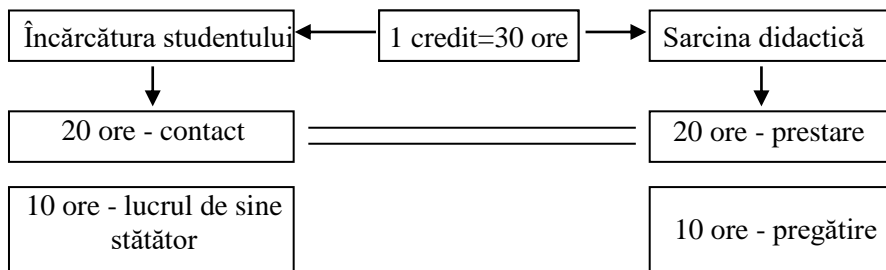 Încărcătura studentului
1 credit=30 ore
Sarcina didactică
20 ore - contact
20 ore - prestare
10 ore - lucrul de sine
stătător
10 ore - pregătire